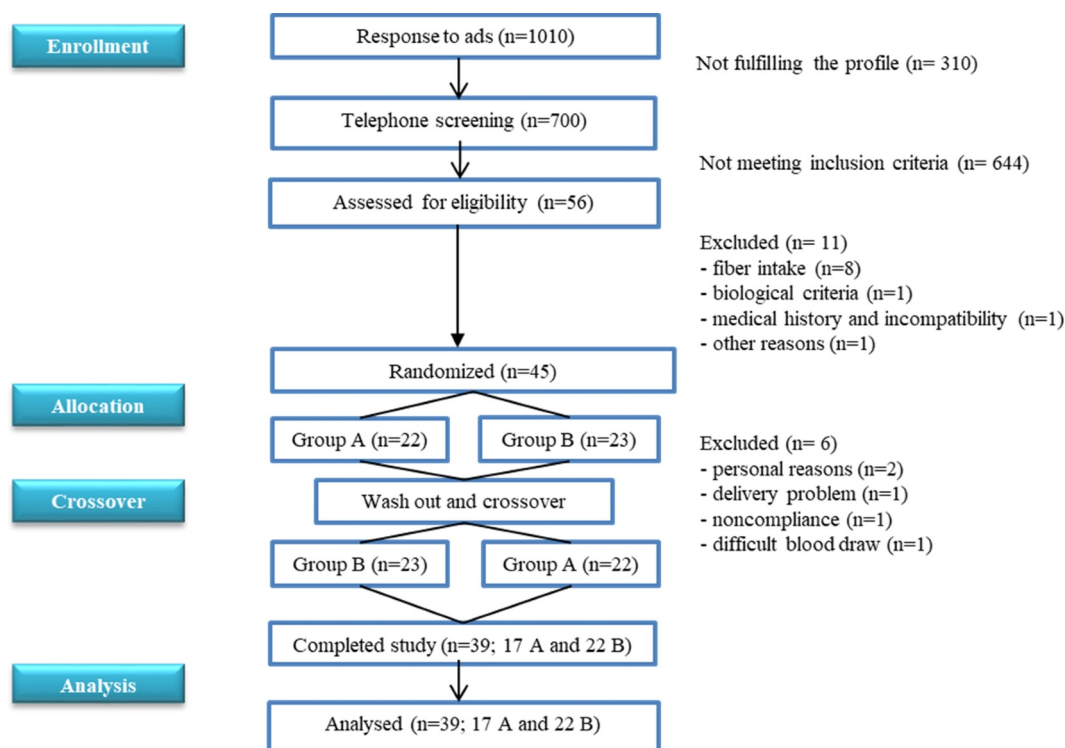 Enrollment
Response to ads (n=1010)
Not fulfilling the profile (n= 310)
Telephone screening (n=700)
Not meeting inclusion criteria (n= 644)
Assessed for eligibility (n=56)
Excluded (n= 11)
- fiber intake (n=8)
- biological criteria (n=1)
- medical history and incompatibility (n=1)
- other reasons (n=1)
Randomized (n=45)
Allocation
Group A (n=22)
Group B (n=23)
Excluded (n= 6)
- personal reasons (n=2)
- delivery problem (n=1)
- noncompliance (n=1)
- difficult blood draw (n=1)
Crossover
Wash out and crossover
Group B (n=23)
Group A (n=22)
Completed study (n=39; 17 A and 22 B)
Analysis
Analysed (n=39; 17 A and 22 B)